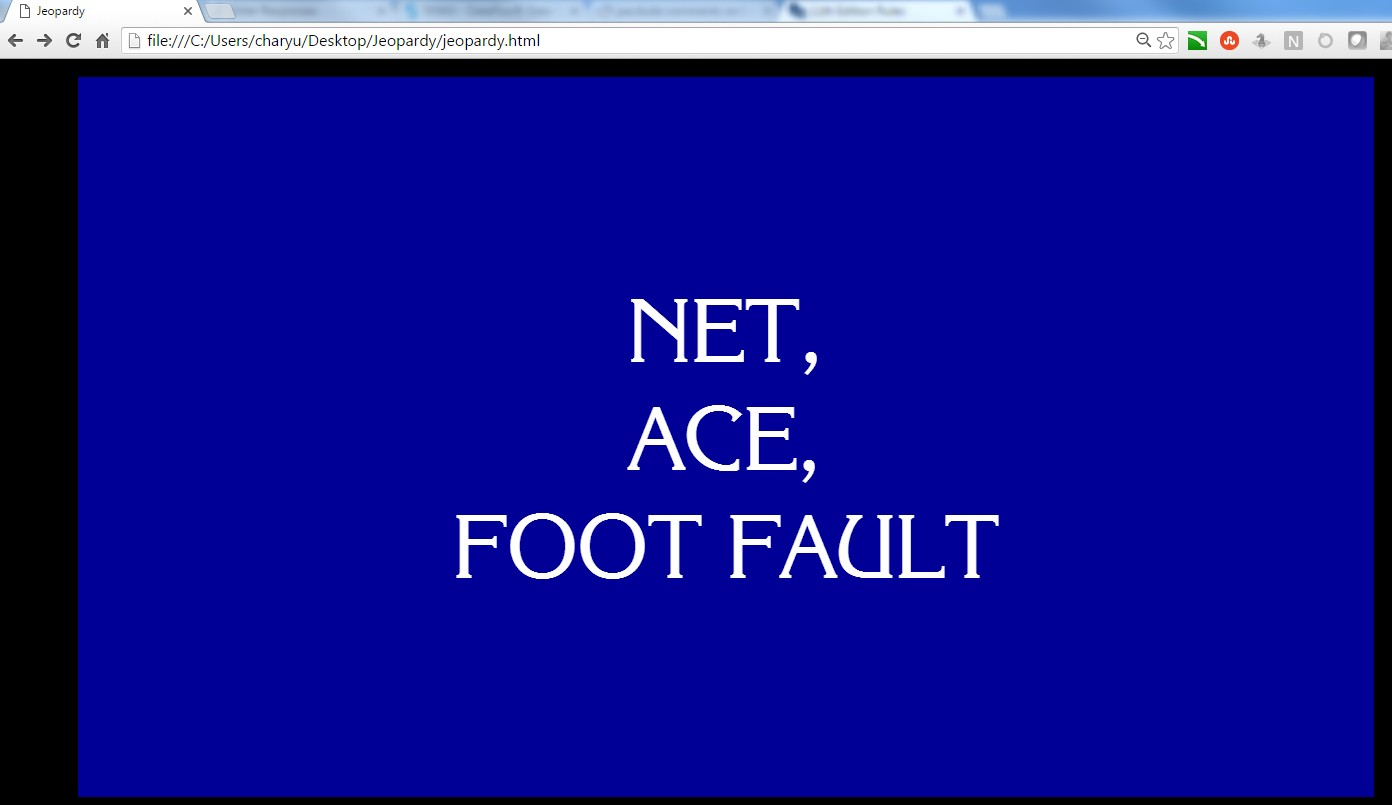 Jeopardy
file:///C:/Users/charyu/Desktop/Jeopardy/jeopardy.html
N
NET,
ACE,
FOOT FAULT